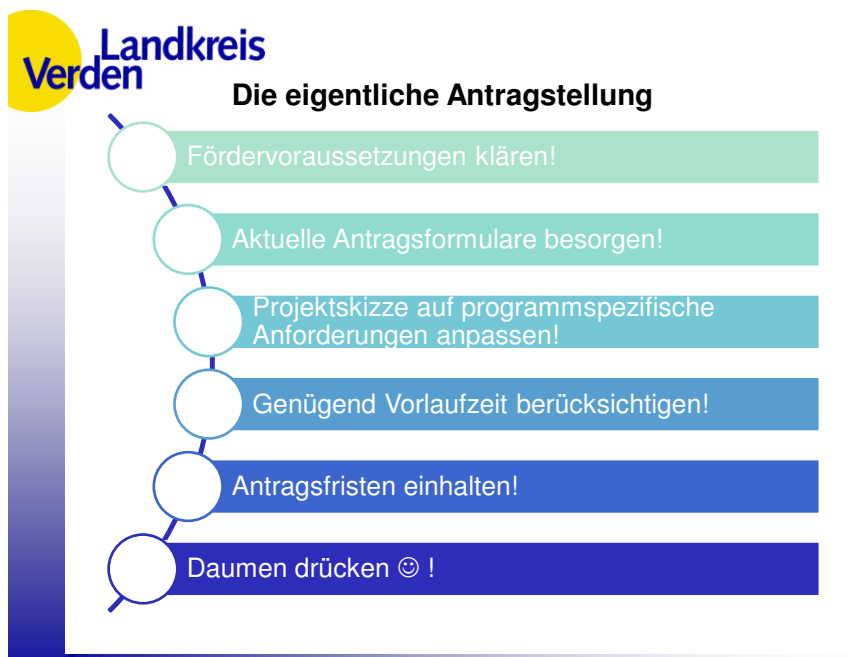 Landkreis
Verden
Die eigentliche Antragstellung
Fördervoraussetzungen klären!
Aktuelle Antragsformulare besorgen!
Projektskizze auf programmspezifische
Anforderungen anpassen!
Genügend Vorlaufzeit berücksichtigen!
Antragsfristen einhalten!
Daumen drücken ☺ !